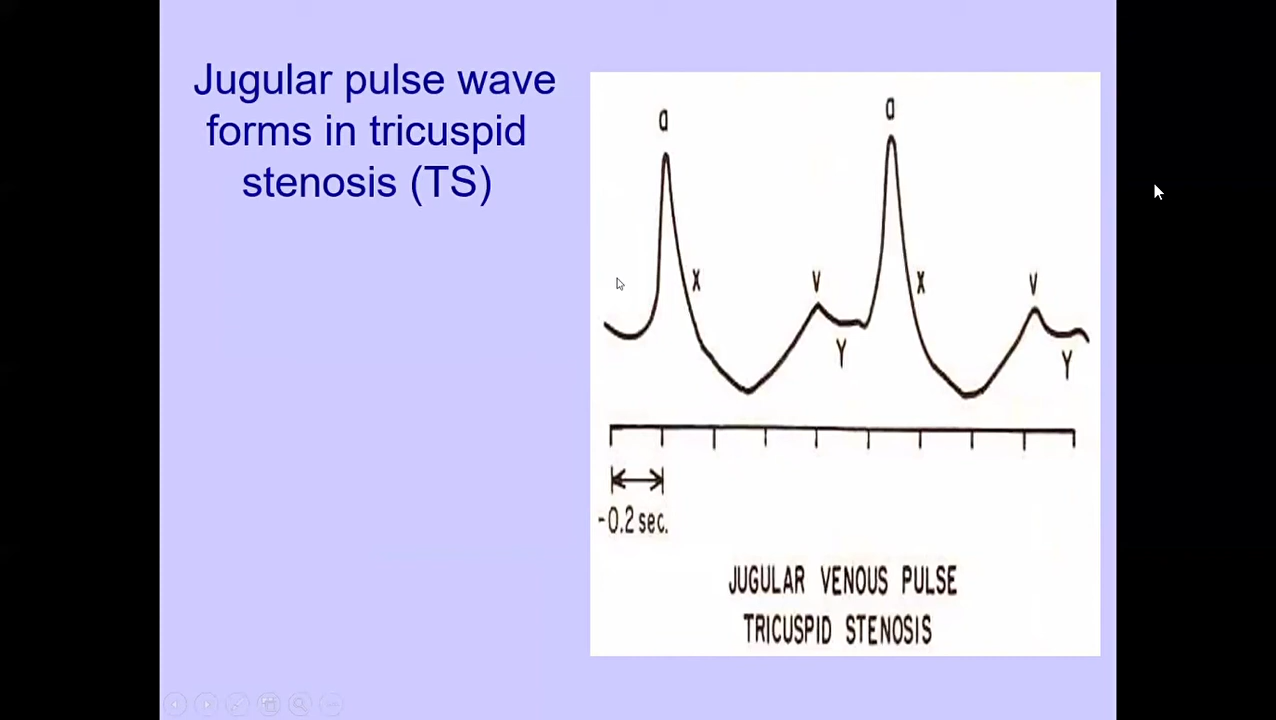 Jugular pulse wave
forms in tricuspid
stenosis (TS)
a
a
X
V
X
V
Y
Y
-0.2 sec.
JUGULAR VENOUS PULSE
TRICUSPID STENOSIS